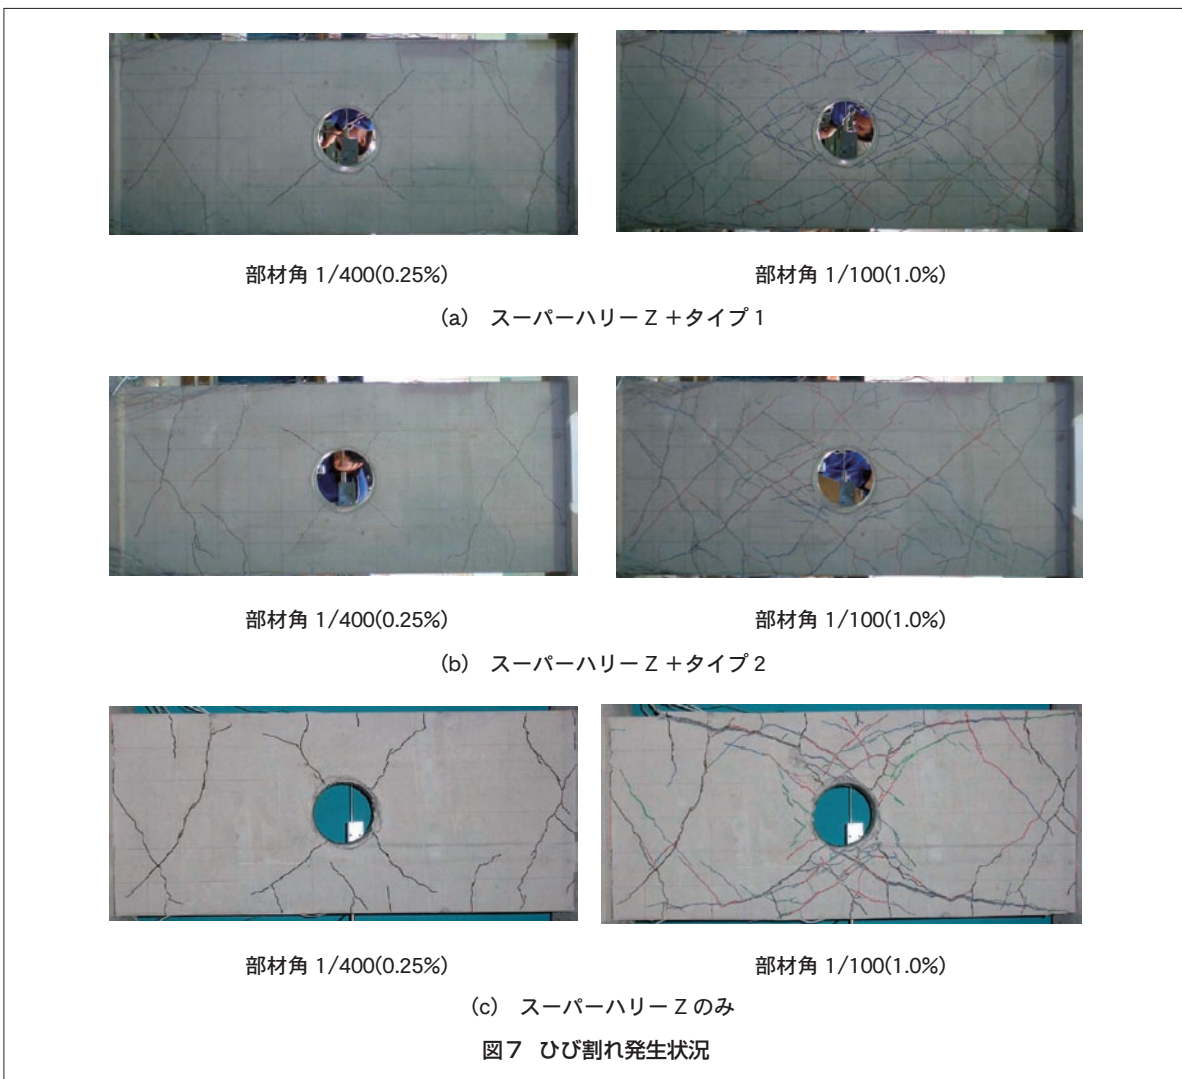 部材角 1/400(0.25%) 部材角 1/100(1.0%)
(a) スーパーハリー Z ＋タイプ 1
部材角 1/400(0.25%) 部材角 1/100(1.0%)
(b) スーパーハリー Z ＋タイプ 2
部材角 1/400(0.25%) 部材角 1/100(1.0%)
(c) スーパーハリー Z のみ
図７ ひび割れ発生状況